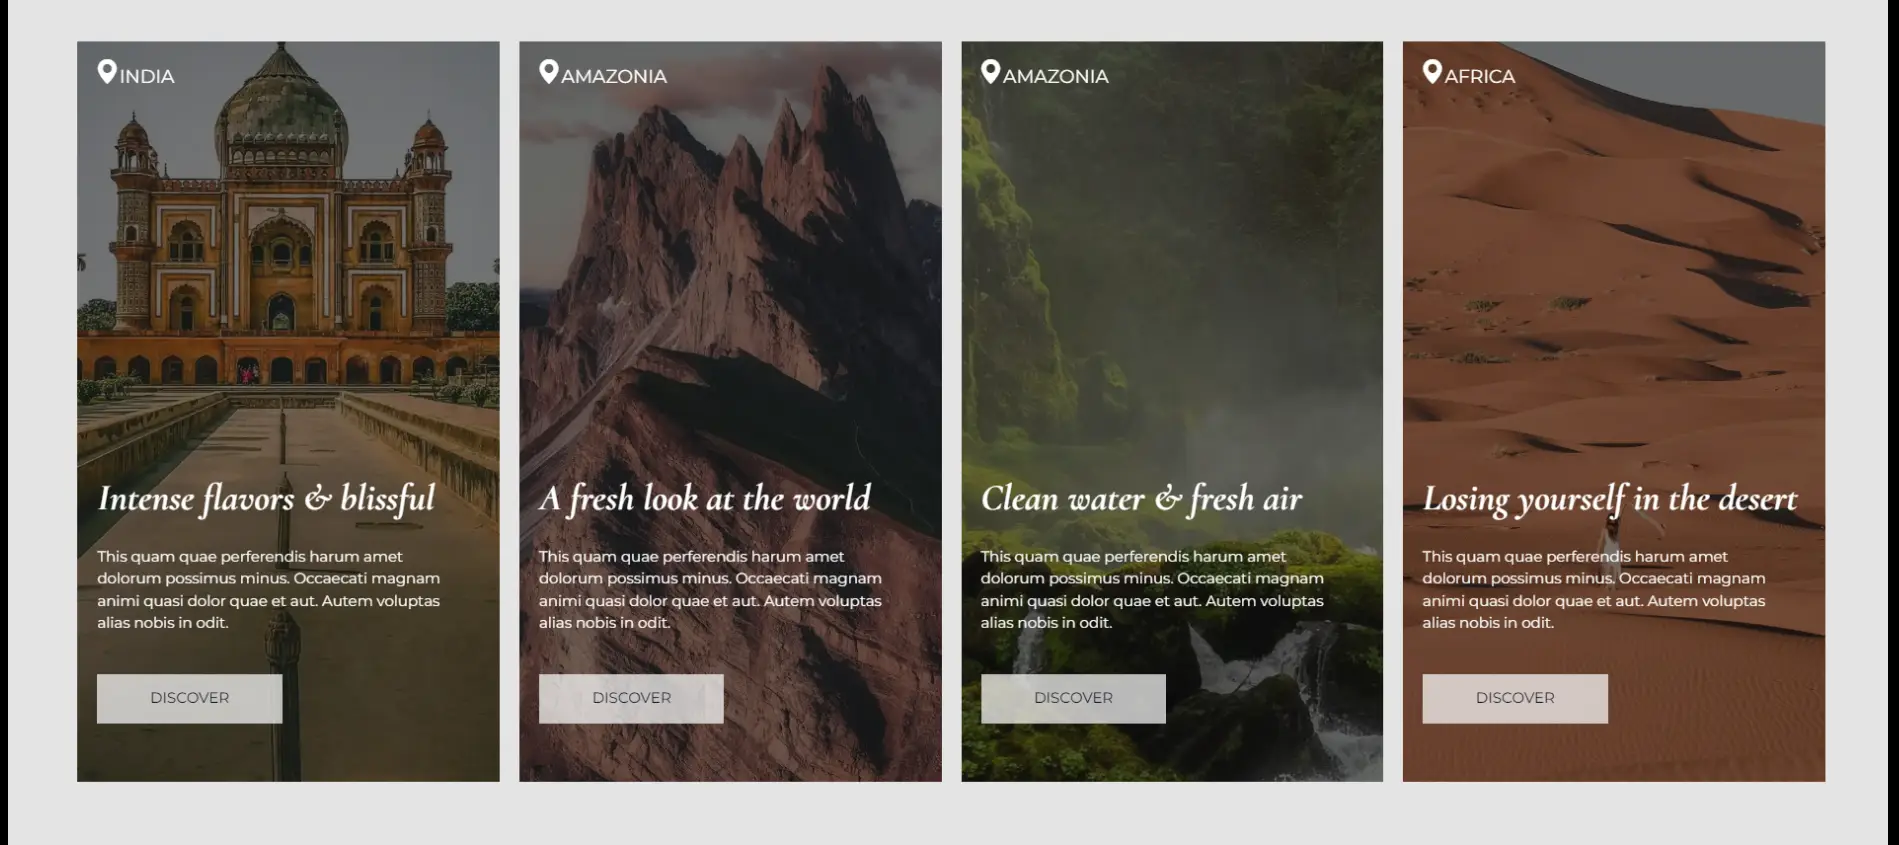 INDIA
Intense flavors & blissful
This quam quae perferendis harum amet
dolorum possimus minus. Occaecati magnam
animi quasi dolor quae et aut. Autem voluptas
alias nobis in odit.
DISCOVER
AMAZONIA
A fresh look at the world
This quam quae perferendis harum amet
dolorum possimus minus. Occaecati magnam
animi quasi dolor quae et aut. Autem voluptas
alias nobis in odit.
DISCOVER
AMAZONIA
Clean water & fresh air
This quam quae perferendis harum amet
dolorum possimus minus. Occaecati magnam
animi quasi dolor quae et aut. Autem voluptas
alias nobis in odit.
DISCOVER
AFRICA
Losing yourself in the desert
This quam quae perferendis harum amet
dolorum possimus minus. Occaecati magnam
animi quasi dolor quae et aut. Autem voluptas
alias nobis in odit.
DISCOVER